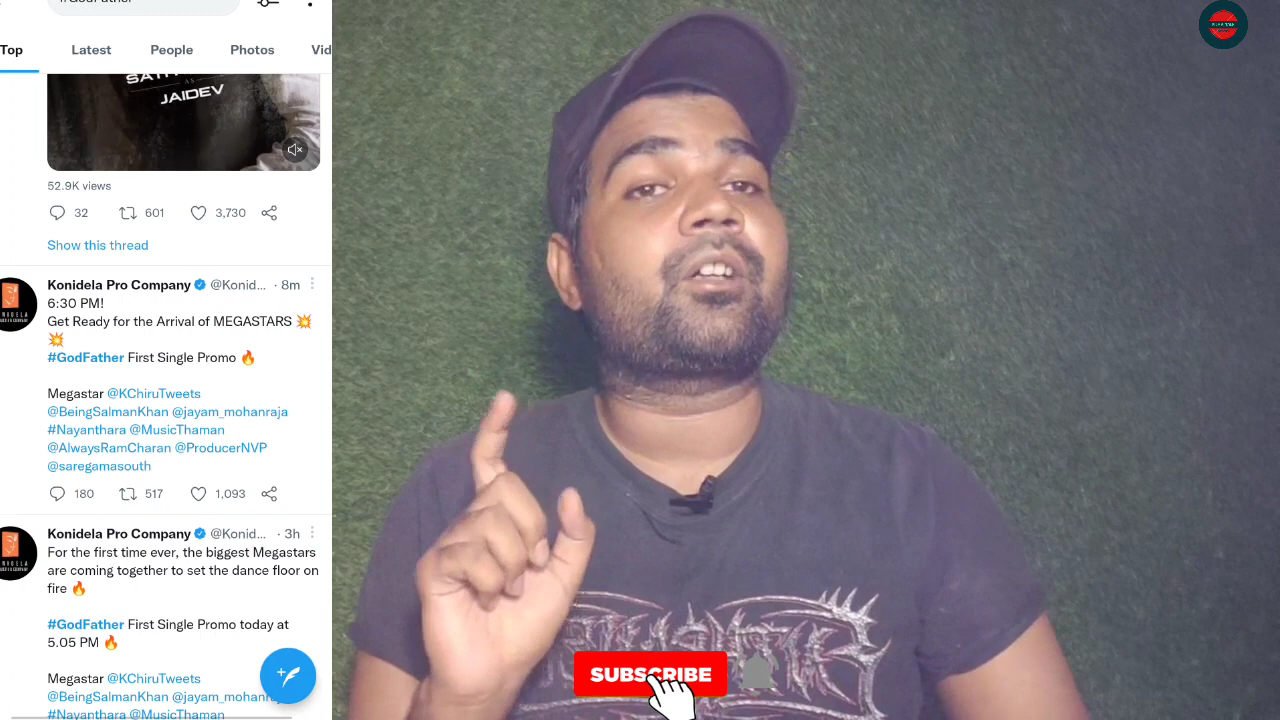 #GodFather
Top Latest People Photos Vid
JAIDEV
52.9K views
32 601 3,730
Show this thread
Konidela Pro Company @Konid... · 8m
6:30 PM!
Get Ready for the Arrival of MEGASTARS 💥
💥
#GodFather First Single Promo 🔥
Megastar @KChiruTweets
@BeingSalmanKhan @jayam_mohanraja
#Nayanthara @MusicThaman
@AlwaysRamCharan @ProducerNVP
@saregamasouth
180 517 1,093
Konidela Pro Company @Konid... · 3h
For the first time ever, the biggest Megastars
are coming together to set the dance floor on
fire 🔥
#GodFather First Single Promo today at
5.05 PM 🔥
Megastar @KChiruTweets
@BeingSalmanKhan @jayam_mohanra
#Nayanthara @MusicThaman
SUBSCRIBE